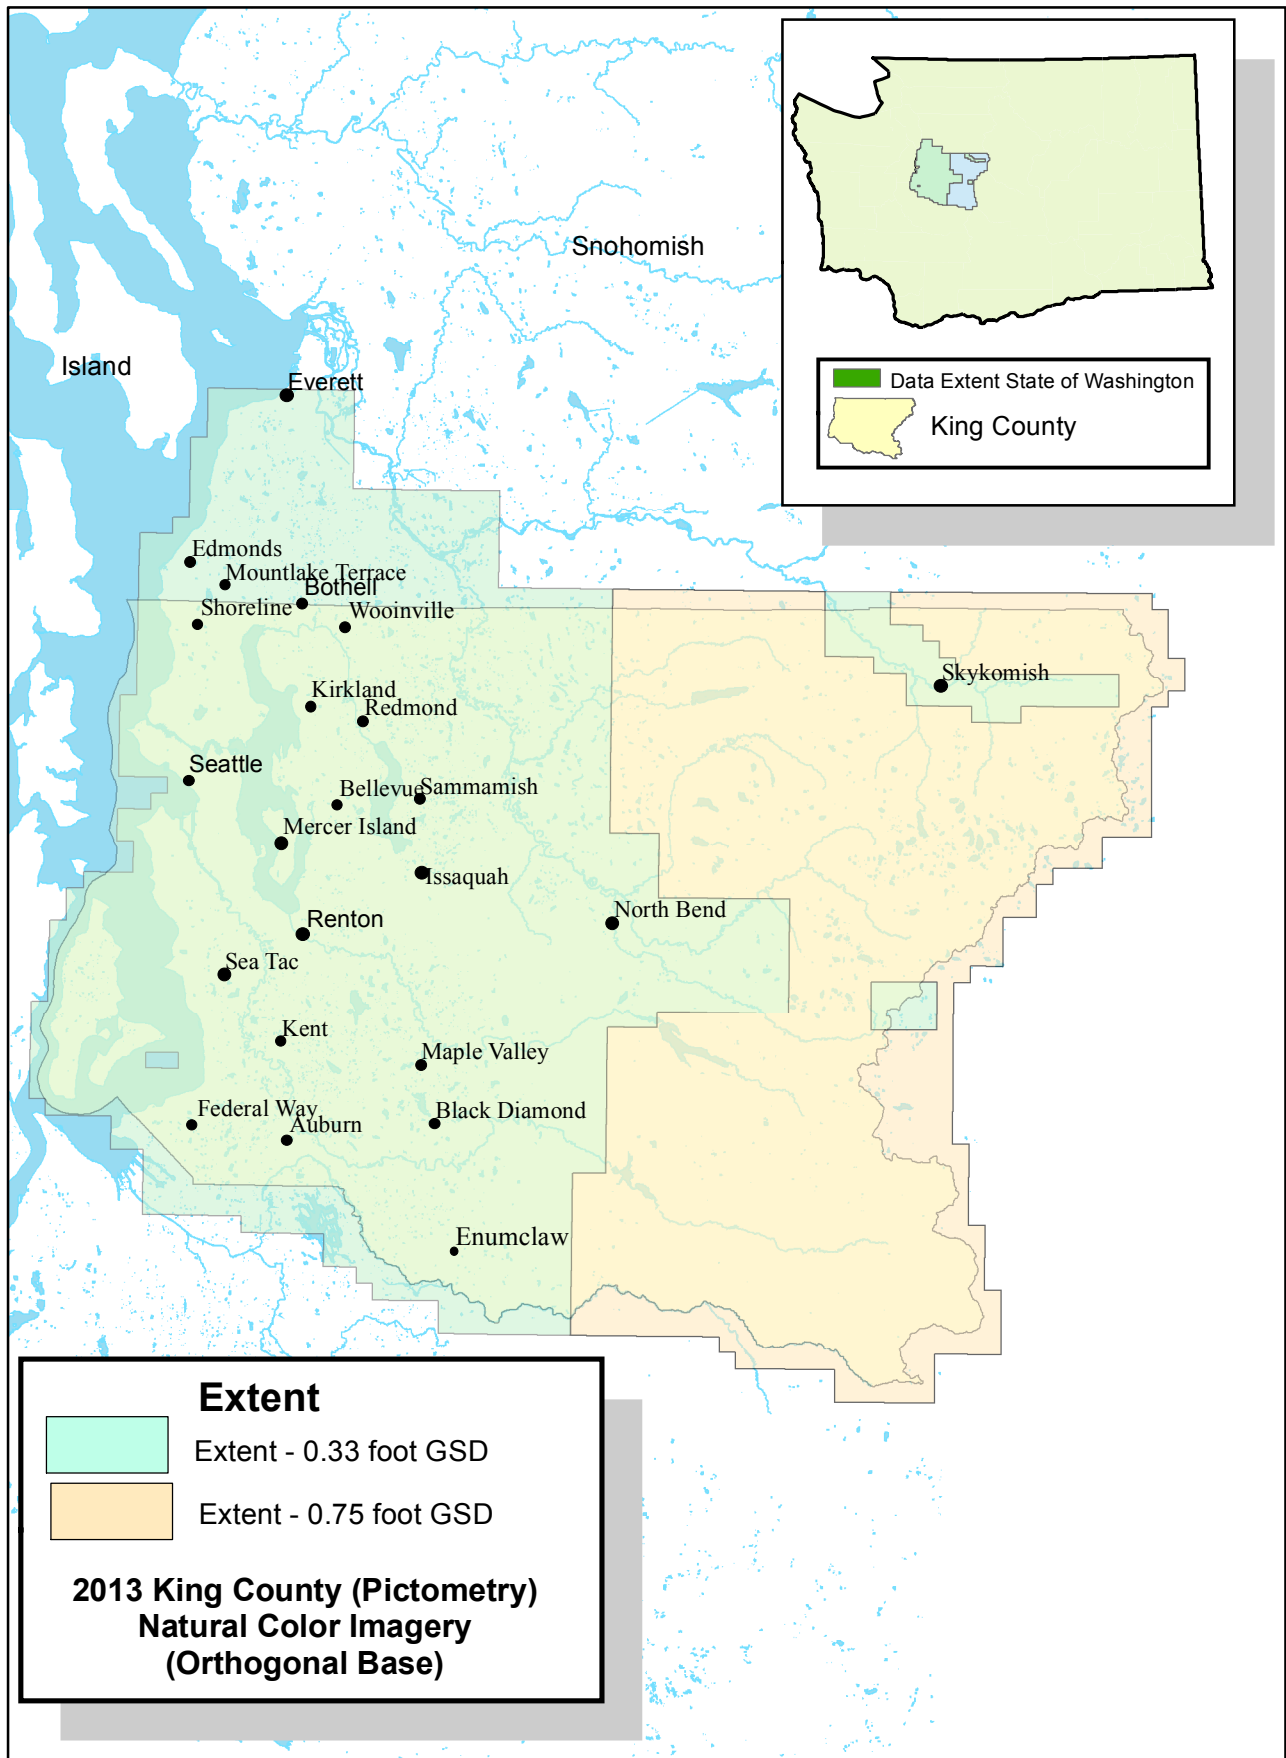 Snohomish
Island
Data Extent State of Washington
King County
Everett
Edmonds
Mountlake Terrace
Bothell
Shoreline
Wooinville
Skykomish
Kirkland
Redmond
Seattle
Bellevue
Sammamish
Mercer Island
Issaquah
North Bend
Renton
Sea Tac
Kent
Maple Valley
Federal Way
Black Diamond
Auburn
Enumclaw
Extent
Extent - 0.33 foot GSD
Extent - 0.75 foot GSD
2013 King County (Pictometry)
Natural Color Imagery
(Orthogonal Base)